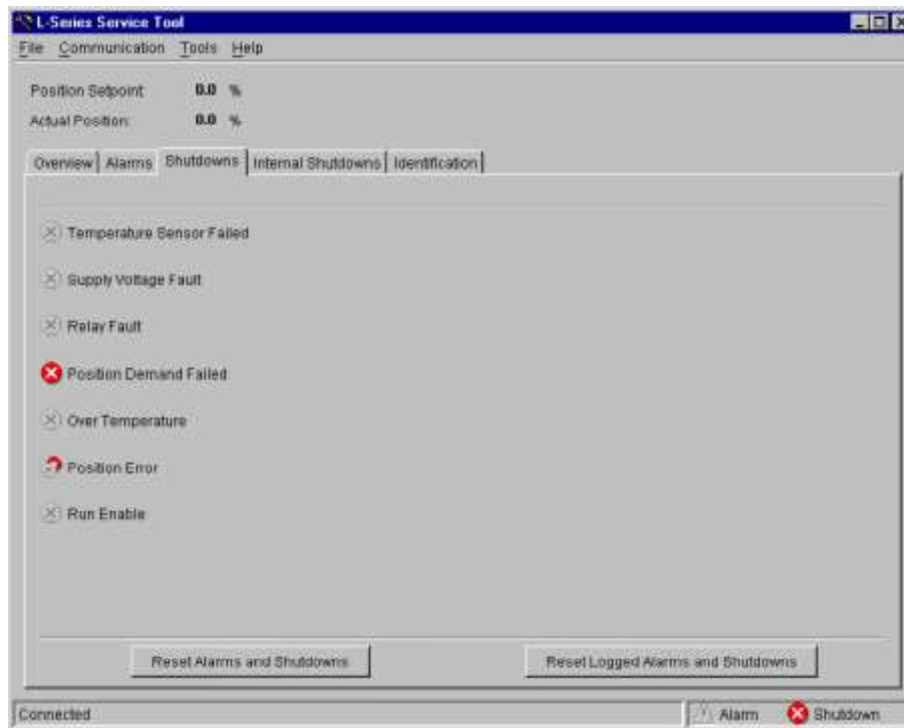 L-Series Service Tool
File Communication Tools Help
Position Setpoint 0.0 %
Actual Position: 0.0 %
Overview Alarms Shutdowns Internal Shutdowns Identification
Temperature Sensor Failed
Supply Voltage Fault
Relay Fault
Position Demand Failed
Over Temperature
Position Error
Run Enable
Reset Alarms and Shutdowns Reset Logged Alarms and Shutdowns
Connected Alarm Shutdown